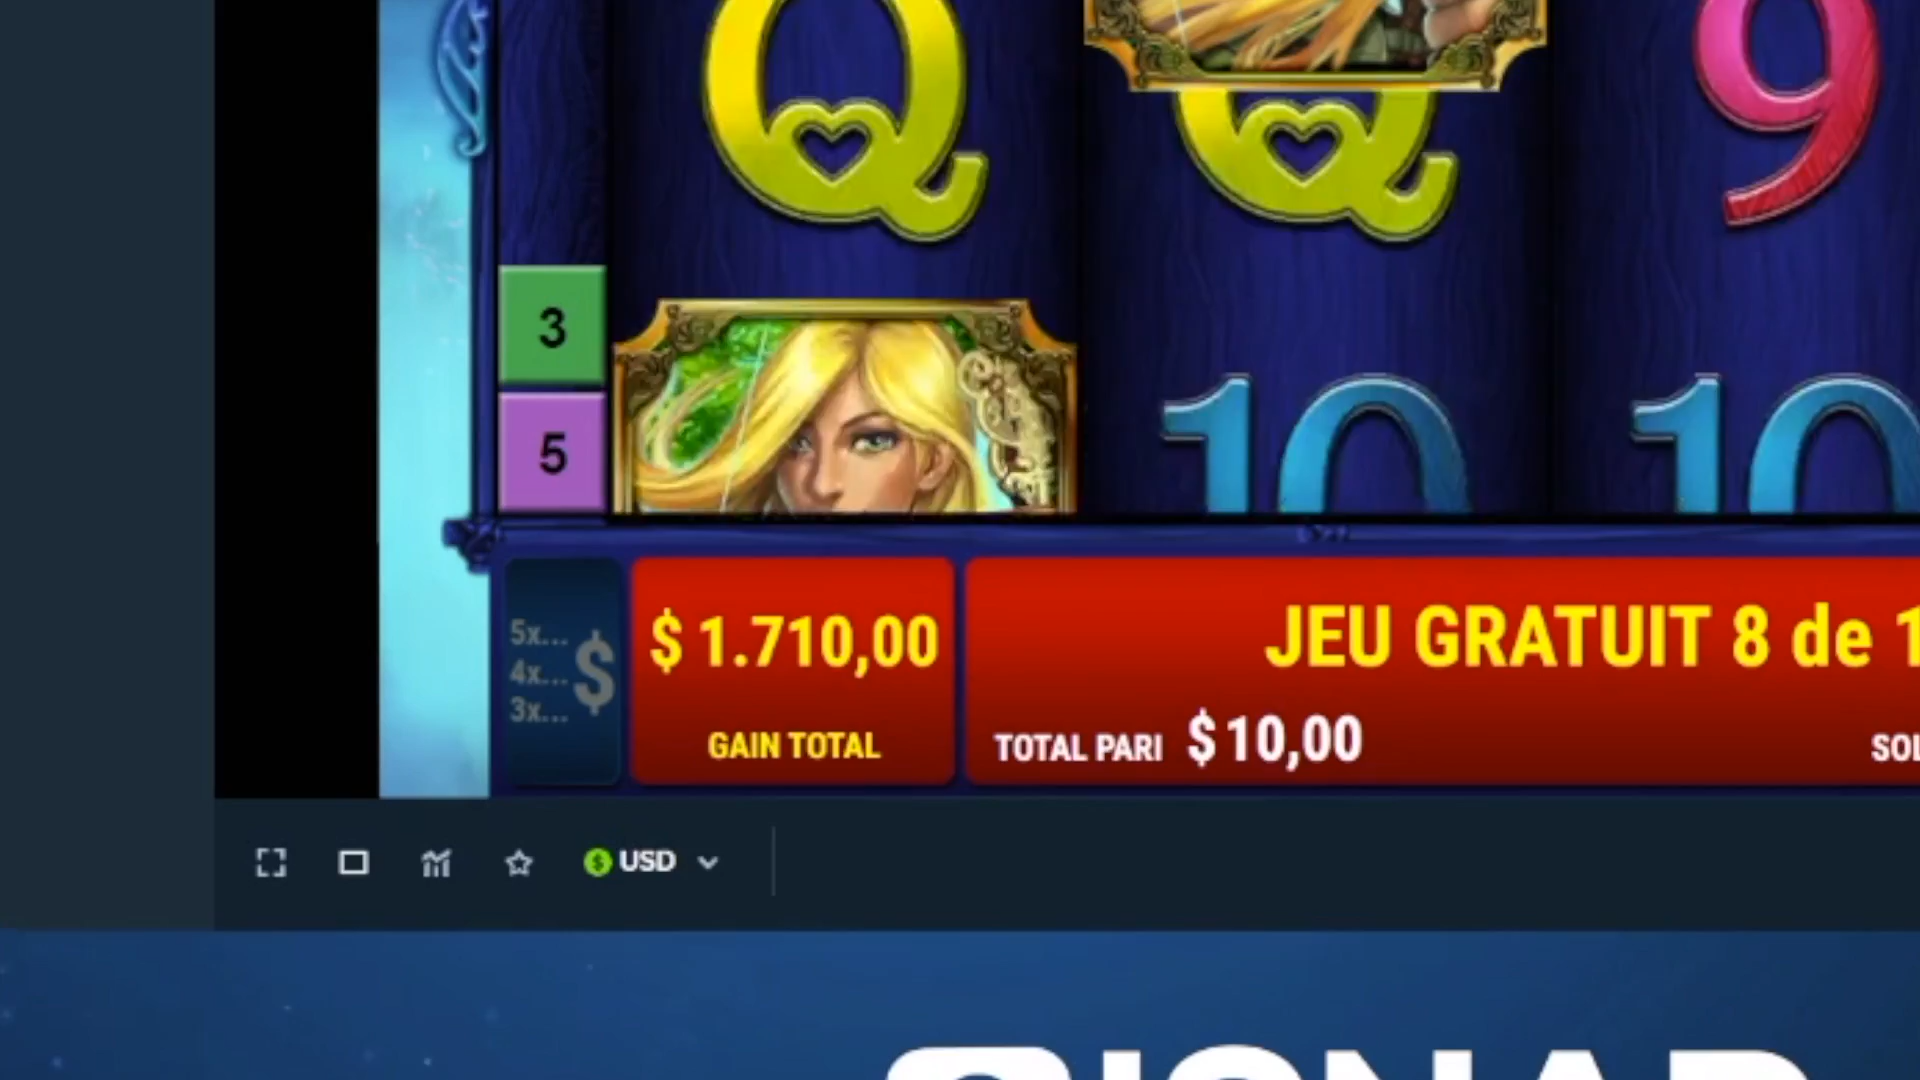 Q Q 9
3
10 10
5
5x...
4x... $
3x...
$ 1.710,00
GAIN TOTAL
JEU GRATUIT 8 de 1
TOTAL PARI $ 10,00
USD